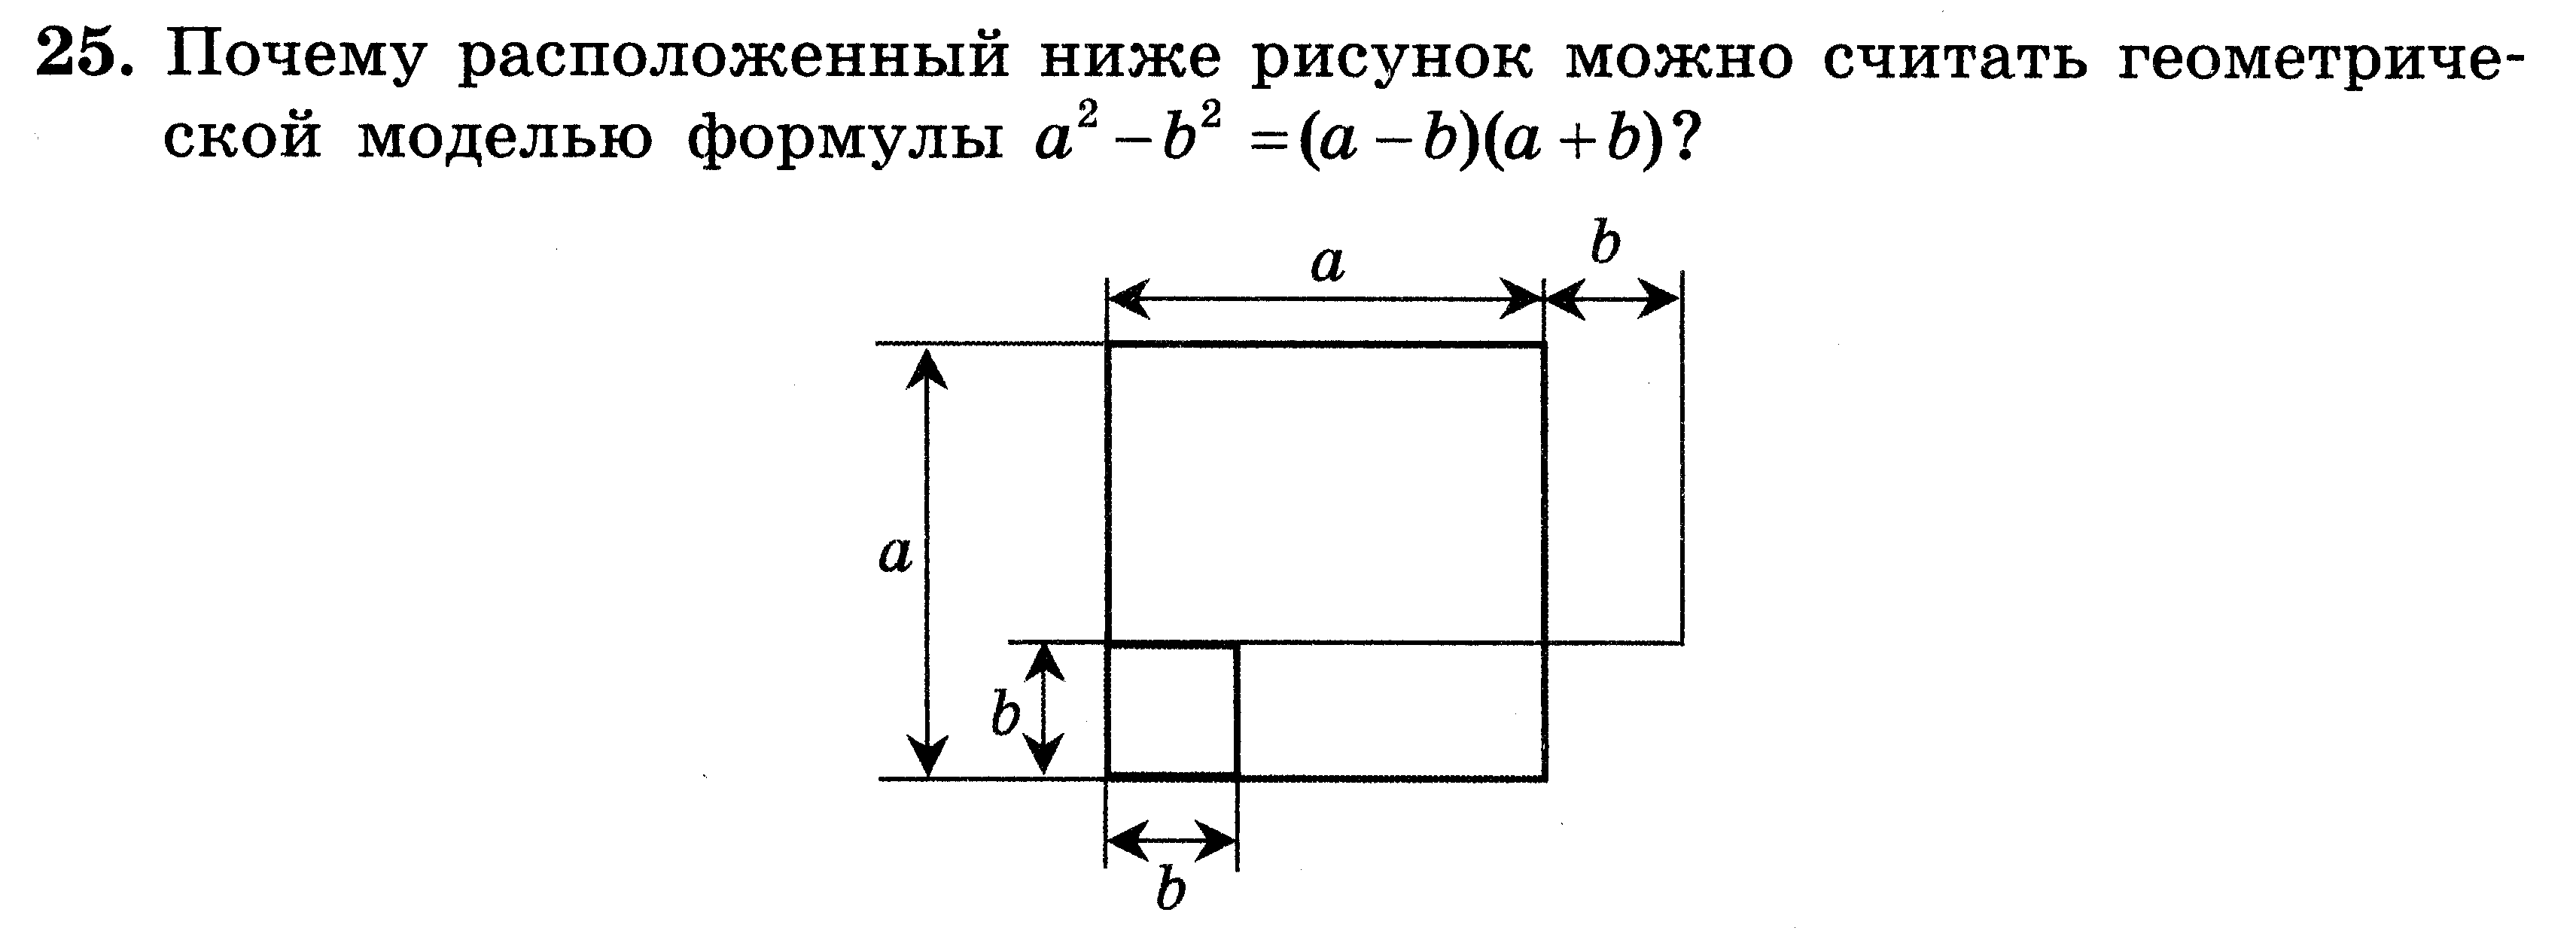 25. Почему расположенный ниже рисунок можно считать геометриче-
ской моделью формулы a² – b² = (a – b)(a + b)?
b
a
a
b
b